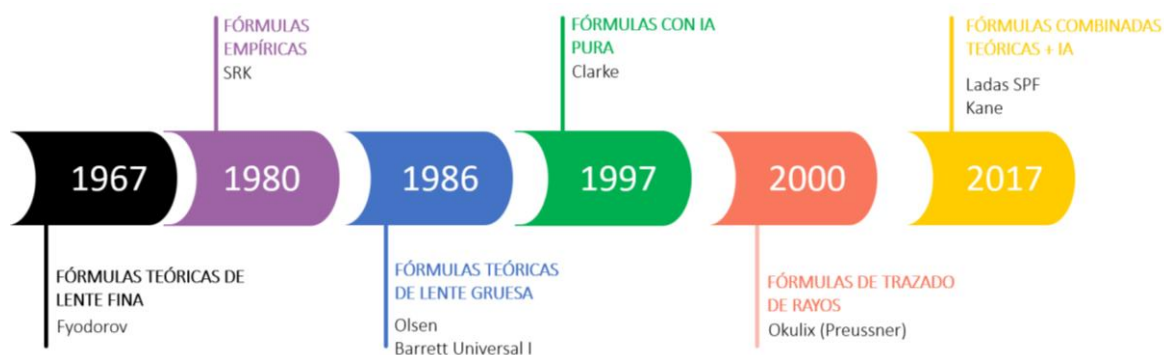 FÓRMULAS
EMPÍRICAS
SRK
FÓRMULAS CON IA
PURA
Clarke
FÓRMULAS COMBINADAS
TEÓRICAS + IA
Ladas SPF
Kane
1967
1980
1986
1997
2000
2017
FÓRMULAS TEÓRICAS DE
LENTE FINA
Fyodorov
FÓRMULAS TEÓRICAS
DE LENTE GRUESA
Olsen
Barrett Universal I
FÓRMULAS DE TRAZADO
DE RAYOS
Okulix (Preussner)